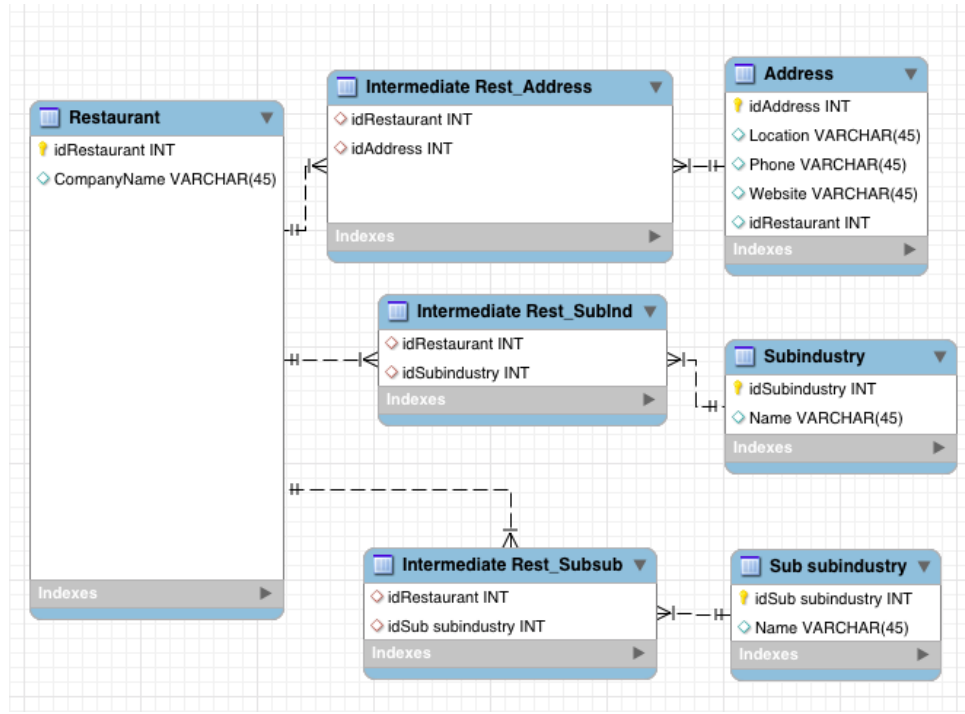 Restaurant
idRestaurant INT
CompanyName VARCHAR(45)
Indexes
Intermediate Rest_Address
idRestaurant INT
idAddress INT
Indexes
Address
idAddress INT
Location VARCHAR(45)
Phone VARCHAR(45)
Website VARCHAR(45)
idRestaurant INT
Indexes
Intermediate Rest_SubInd
idRestaurant INT
idSubindustry INT
Indexes
Subindustry
idSubindustry INT
Name VARCHAR(45)
Indexes
Intermediate Rest_Subsub
idRestaurant INT
idSub subindustry INT
Indexes
Sub subindustry
idSub subindustry INT
Name VARCHAR(45)
Indexes